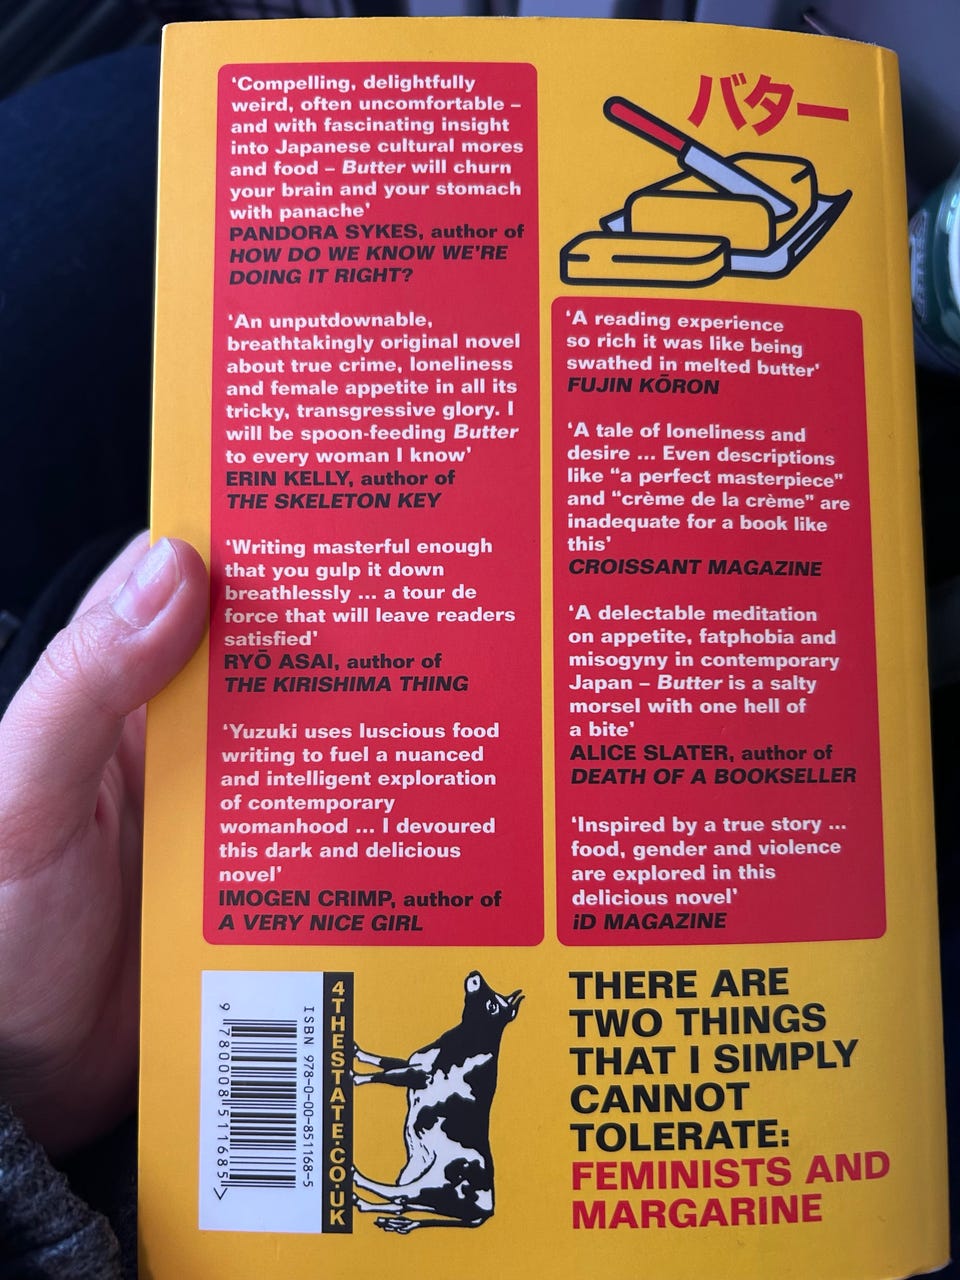 ‘Compelling, delightfully
weird, often uncomfortable –
and with fascinating insight
into Japanese cultural mores
and food – Butter will churn
your brain and your stomach
with panache’
PANDORA SYKES, author of
HOW DO WE KNOW WE’RE
DOING IT RIGHT?
‘An unputdownable,
breathtakingly original novel
about true crime, loneliness
and female appetite in all its
tricky, transgressive glory. I
will be spoon-feeding Butter
to every woman I know’
ERIN KELLY, author of
THE SKELETON KEY
‘Writing masterful enough
that you gulp it down
breathlessly ... a tour de
force that will leave readers
satisfied’
RYŌ ASAI, author of
THE KIRISHIMA THING
‘Yuzuki uses luscious food
writing to fuel a nuanced
and intelligent exploration
of contemporary
womanhood ... I devoured
this dark and delicious
novel’
IMOGEN CRIMP, author of
A VERY NICE GIRL
バター
‘A reading experience
so rich it was like being
swathed in melted butter’
FUJIN KŌRON
‘A tale of loneliness and
desire ... Even descriptions
like “a perfect masterpiece”
and “crème de la crème” are
inadequate for a book like
this’
CROISSANT MAGAZINE
‘A delectable meditation
on appetite, fatphobia and
misogyny in contemporary
Japan – Butter is a salty
morsel with one hell of
a bite’
ALICE SLATER, author of
DEATH OF A BOOKSELLER
‘Inspired by a true story ...
food, gender and violence
are explored in this
delicious novel’
iD MAGAZINE
ISBN 978-0-00-851168-5
9 780008 511685 >
4THESTATE.CO.UK
THERE ARE
TWO THINGS
THAT I SIMPLY
CANNOT
TOLERATE:
FEMINISTS AND
MARGARINE